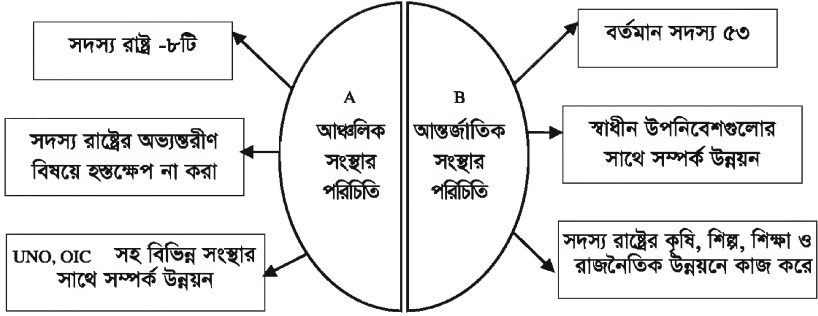 সদস্য রাষ্ট্র -৮টি
সদস্য রাষ্ট্রের অভ্যন্তরীণ
বিষয়ে হস্তক্ষেপ না করা
UNO, OIC সহ বিভিন্ন সংস্থার
সাথে সম্পর্ক উন্নয়ন
A
আঞ্চলিক
সংস্থার
পরিচিতি
B
আন্তর্জাতিক
সংস্থার
পরিচিতি
বর্তমান সদস্য ৫৩
স্বাধীন উপনিবেশগুলোর
সাথে সম্পর্ক উন্নয়ন
সদস্য রাষ্ট্রের কৃষি, শিল্প, শিক্ষা ও
রাজনৈতিক উন্নয়নে কাজ করে